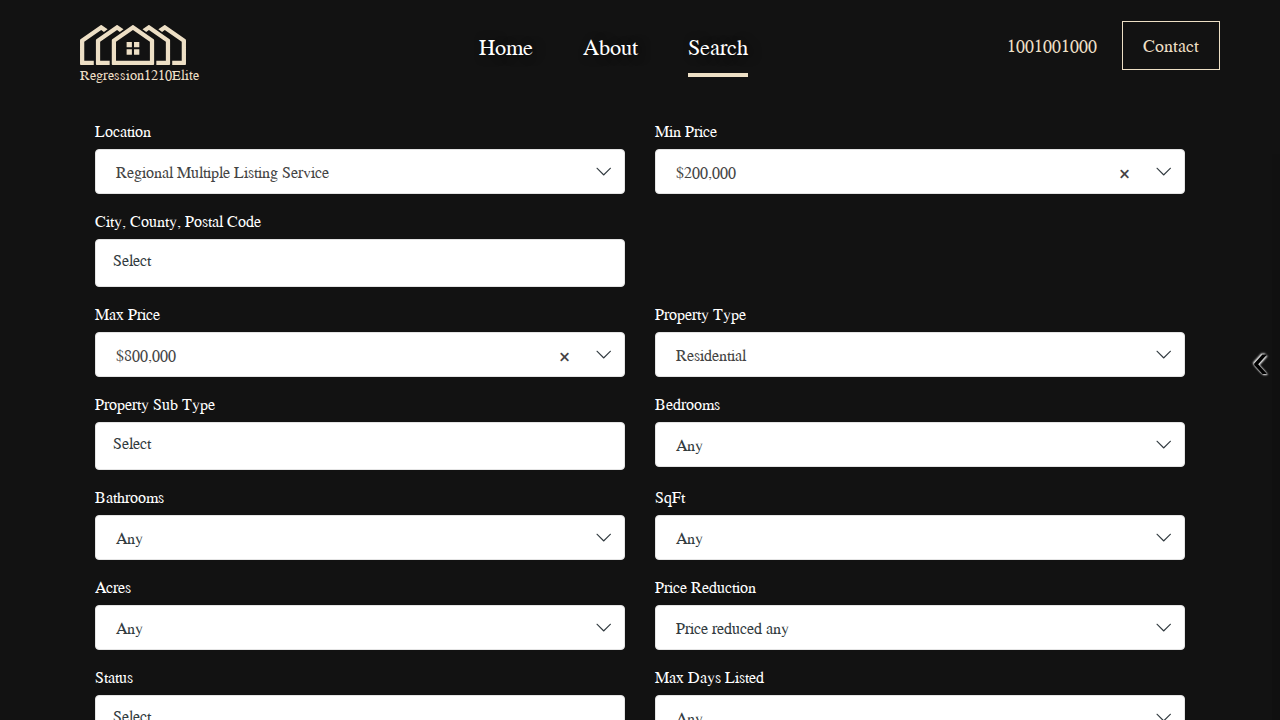 Regression1210Elite
Home About Search
1001001000
Contact
Location
Regional Multiple Listing Service
Min Price
$200,000 ×
City, County, Postal Code
Select
Max Price
$800,000 ×
Property Type
Residential
Property Sub Type
Select
Bedrooms
Any
Bathrooms
Any
SqFt
Any
Acres
Any
Price Reduction
Price reduced any
Status
Select
Max Days Listed
Any